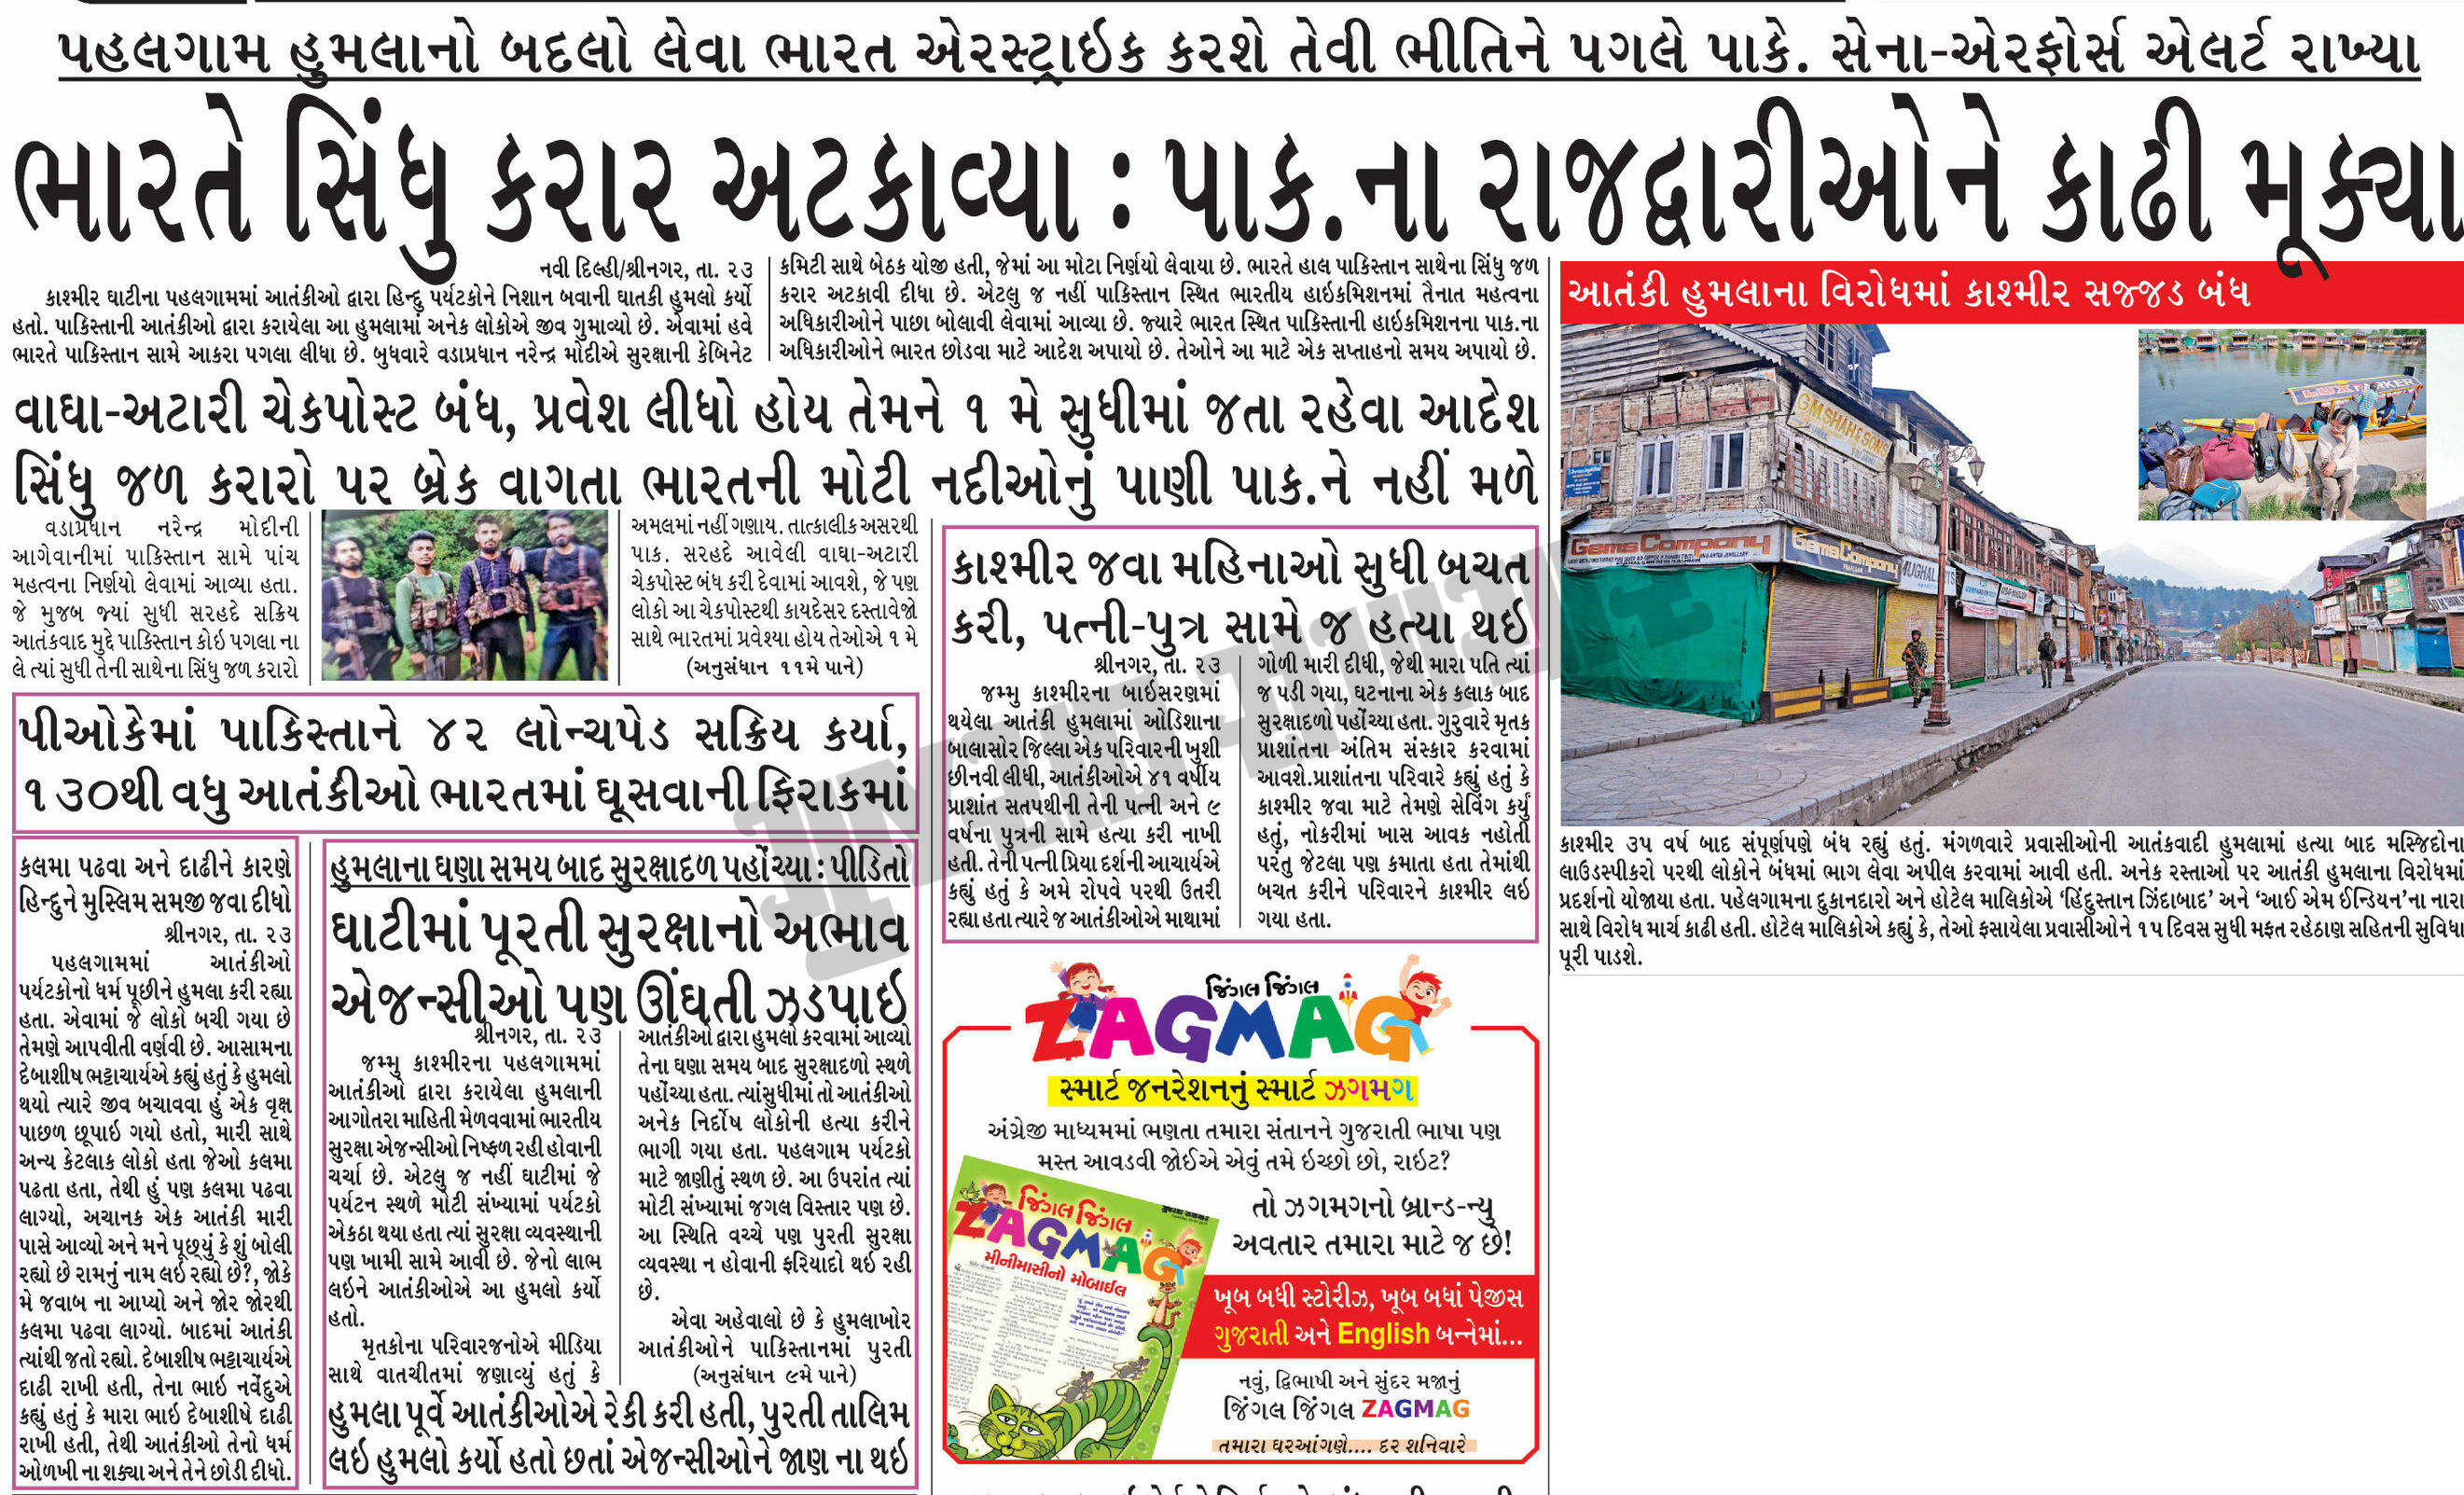 પહલગામ હુમલાનો બદલો લેવા ભારત એરસ્ટ્રાઇક કરશે તેવી ભીતિને પગલે પાકે. સેના-એરફોર્સ એલર્ટ રાખ્યા
ભારતે સિંધુ કરાર અટકાવ્યા : પાક.ના રાજદ્વારીઓને કાઢી મૂક્યા
નવી દિલ્હી/શ્રીનગર, તા. ૨૩
કાશ્મીર ઘાટીના પહલગામમાં આતંકીઓ દ્વારા હિન્દુ પર્યટકોને નિશાન બવાની ઘાતકી હુમલો કર્યો
હતો. પાકિસ્તાની આતંકીઓ દ્વારા કરાયેલા આ હુમલામાં અનેક લોકોએ જીવ ગુમાવ્યો છે. એવામાં હવે
ભારતે પાકિસ્તાન સામે આકરા પગલા લીધા છે. બુધવારે વડાપ્રધાન નરેન્દ્ર મોદીએ સુરક્ષાની કેબિનેટ
કમિટી સાથે બેઠક યોજી હતી, જેમાં આ મોટા નિર્ણયો લેવાયા છે. ભારતે હાલ પાકિસ્તાન સાથેના સિંધુ જળ
કરાર અટકાવી દીધા છે. એટલુ જ નહીં પાકિસ્તાન સ્થિત ભારતીય હાઇકમિશનમાં તૈનાત મહત્વના
અધિકારીઓને પાછા બોલાવી લેવામાં આવ્યા છે. જ્યારે ભારત સ્થિત પાકિસ્તાની હાઇકમિશનના પાક.ના
અધિકારીઓને ભારત છોડવા માટે આદેશ અપાયો છે. તેઓને આ માટે એક સપ્તાહનો સમય અપાયો છે.
વાઘા-અટારી ચેકપોસ્ટ બંધ, પ્રવેશ લીધો હોય તેમને ૧ મે સુધીમાં જતા રહેવા આદેશ
સિંધુ જળ કરારો પર બ્રેક વાગતા ભારતની મોટી નદીઓનું પાણી પાક.ને નહીં મળે
વડાપ્રધાન નરેન્દ્ર મોદીની
આગેવાનીમાં પાકિસ્તાન સામે પાંચ
મહત્વના નિર્ણયો લેવામાં આવ્યા હતા.
જે મુજબ જ્યાં સુધી સરહદે સક્રિય
આતંકવાદ મુદ્દે પાકિસ્તાન કોઇ પગલા ના
લે ત્યાં સુધી તેની સાથેના સિંધુ જળ કરારો
અમલમાં નહીં ગણાય. તાત્કાલીક અસરથી
પાક. સરહદે આવેલી વાઘા-અટારી
ચેકપોસ્ટ બંધ કરી દેવામાં આવશે, જે પણ
લોકો આ ચેકપોસ્ટથી કાયદેસર દસ્તાવેજો
સાથે ભારતમાં પ્રવેશ્યા હોય તેઓએ ૧ મે
(અનુસંધાન ૧૧મે પાને)
પીઓકેમાં પાકિસ્તાને ૪૨ લોન્ચપેડ સક્રિય કર્યા,
૧૩૦થી વધુ આતંકીઓ ભારતમાં ઘૂસવાની ફિરાકમાં
કલમા પઢવા અને દાઢીને કારણે
હિન્દુને મુસ્લિમ સમજી જવા દીધો
શ્રીનગર, તા. ૨૩
પહલગામમાં આતંકીઓ
પર્યટકોનો ધર્મ પૂછીને હુમલા કરી રહ્યા
હતા. એવામાં જે લોકો બચી ગયા છે
તેમણે આપવીતી વર્ણવી છે. આસામના
દેબાશીષ ભટ્ટાચાર્યએ કહ્યું હતું કે હુમલો
થયો ત્યારે જીવ બચાવવા હું એક વૃક્ષ
પાછળ છૂપાઇ ગયો હતો, મારી સાથે
અન્ય કેટલાક લોકો હતા જેઓ કલમા
પઢતા હતા, તેથી હું પણ કલમા પઢવા
લાગ્યો, અચાનક એક આતંકી મારી
પાસે આવ્યો અને મને પૂછ્યું કે શું બોલી
રહ્યો છે રામનું નામ લઇ રહ્યો છે?, જોકે
મે જવાબ ના આપ્યો અને જોર જોરથી
કલમા પઢવા લાગ્યો. બાદમાં આતંકી
ત્યાંથી જતો રહ્યો. દેબાશીષ ભટ્ટાચાર્યએ
દાઢી રાખી હતી, તેના ભાઇ નવેંદુએ
કહ્યું હતું કે મારા ભાઇ દેબાશીષે દાઢી
રાખી હતી, તેથી આતંકીઓ તેનો ધર્મ
ઓળખી ના શક્યા અને તેને છોડી દીધો.
હુમલાના ઘણા સમય બાદ સુરક્ષાદળ પહોંચ્યા : પીડિતો
ઘાટીમાં પૂરતી સુરક્ષાનો અભાવ
એજન્સીઓ પણ ઊંઘતી ઝડપાઇ
શ્રીનગર, તા. ૨૩
જમ્મુ કાશ્મીરના પહલગામમાં
આતંકીઓ દ્વારા કરાયેલા હુમલાની
આગોતરા માહિતી મેળવવામાં ભારતીય
સુરક્ષા એજન્સીઓ નિષ્ફળ રહી હોવાની
ચર્ચા છે. એટલુ જ નહીં ઘાટીમાં જે
પર્યટન સ્થળે મોટી સંખ્યામાં પર્યટકો
એકઠા થયા હતા ત્યાં સુરક્ષા વ્યવસ્થાની
પણ ખામી સામે આવી છે. જેનો લાભ
લઇને આતંકીઓએ આ હુમલો કર્યો
હતો.
મૃતકોના પરિવારજનોએ મીડિયા
સાથે વાતચીતમાં જણાવ્યું હતું કે
આતંકીઓ દ્વારા હુમલો કરવામાં આવ્યો
તેના ઘણા સમય બાદ સુરક્ષાદળો સ્થળે
પહોંચ્યા હતા. ત્યાંસુધીમાં તો આતંકીઓ
અનેક નિર્દોષ લોકોની હત્યા કરીને
ભાગી ગયા હતા. પહલગામ પર્યટકો
માટે જાણીતું સ્થળ છે. આ ઉપરાંત ત્યાં
મોટી સંખ્યામાં જગલ વિસ્તાર પણ છે.
આ સ્થિતિ વચ્ચે પણ પુરતી સુરક્ષા
વ્યવસ્થા ન હોવાની ફરિયાદો થઇ રહી
છે.
એવા અહેવાલો છે કે હુમલાખોર
આતંકીઓને પાકિસ્તાનમાં પુરતી
(અનુસંધાન ૯મે પાને)
હુમલા પૂર્વે આતંકીઓએ રેકી કરી હતી, પુરતી તાલિમ
લઇ હુમલો કર્યો હતો છતાં એજન્સીઓને જાણ ના થઇ
કાશ્મીર જવા મહિનાઓ સુધી બચત
કરી, પત્ની-પુત્ર સામે જ હત્યા થઇ
શ્રીનગર, તા. ૨૩
જમ્મુ કાશ્મીરના બાઇસરણમાં
થયેલા આતંકી હુમલામાં ઓડિશાના
બાલાસોર જિલ્લા એક પરિવારની ખુશી
છીનવી લીધી, આતંકીઓએ ૪૧ વર્ષીય
પ્રાશાંત સતપથીની તેની પત્ની અને ૯
વર્ષના પુત્રની સામે હત્યા કરી નાખી
હતી. તેની પત્ની પ્રિયા દર્શની આચાર્યએ
કહ્યું હતું કે અમે રોપવે પરથી ઉતરી
રહ્યા હતા ત્યારે જ આતંકીઓએ માથામાં
ગોળી મારી દીધી, જેથી મારા પતિ ત્યાં
જ પડી ગયા, ઘટનાના એક કલાક બાદ
સુરક્ષાદળો પહોંચ્યા હતા. ગુરુવારે મૃતક
પ્રાશાંતના અંતિમ સંસ્કાર કરવામાં
આવશે.પ્રાશાંતના પરિવારે કહ્યું હતું કે
કાશ્મીર જવા માટે તેમણે સેવિંગ કર્યું
હતું, નોકરીમાં ખાસ આવક નહોતી
પરંતુ જેટલા પણ કમાતા હતા તેમાંથી
બચત કરીને પરિવારને કાશ્મીર લઇ
ગયા હતા.
જિંગલ જિંગલ
ZAGMAG
સ્માર્ટ જનરેશનનું સ્માર્ટ ઝગમગ
અંગ્રેજી માધ્યમમાં ભણતા તમારા સંતાનને ગુજરાતી ભાષા પણ
મસ્ત આવડવી જોઈએ એવું તમે ઇચ્છો છો, રાઇટ?
જિંગલ જિંગલ
ZAGMAG
મીનીમાસીનો મોબાઈલ
તો ઝગમગનો બ્રાન્ડ-ન્યુ
અવતાર તમારા માટે જ છે!
ખૂબ બધી સ્ટોરીઝ, ખૂબ બધાં પેજીસ
ગુજરાતી અને English બન્નેમાં...
નવું, દ્વિભાષી અને સુંદર મજાનું
જિંગલ જિંગલ ZAGMAG
તમારા ઘરઆંગણે.... દર શનિવારે
આતંકી હુમલાના વિરોધમાં કાશ્મીર સજ્જડ બંધ
G.M SHAH & SONS
Gems Company
Gems Company
MUGHAL ARTS
કાશ્મીર ૩૫ વર્ષ બાદ સંપૂર્ણપણે બંધ રહ્યું હતું. મંગળવારે પ્રવાસીઓની આતંકવાદી હુમલામાં હત્યા બાદ મસ્જિદોના
લાઉડસ્પીકરો પરથી લોકોને બંધમાં ભાગ લેવા અપીલ કરવામાં આવી હતી. અનેક રસ્તાઓ પર આતંકી હુમલાના વિરોધમાં
પ્રદર્શનો યોજાયા હતા. પહેલગામના દુકાનદારો અને હોટેલ માલિકોએ ‘હિંદુસ્તાન ઝિંદાબાદ’ અને ‘આઈ એમ ઈન્ડિયન’ના નારા
સાથે વિરોધ માર્ચ કાઢી હતી. હોટેલ માલિકોએ કહ્યું કે, તેઓ ફસાયેલા પ્રવાસીઓને ૧૫ દિવસ સુધી મફત રહેઠાણ સહિતની સુવિધા
પૂરી પાડશે.
ગુજરાત સમાચાર